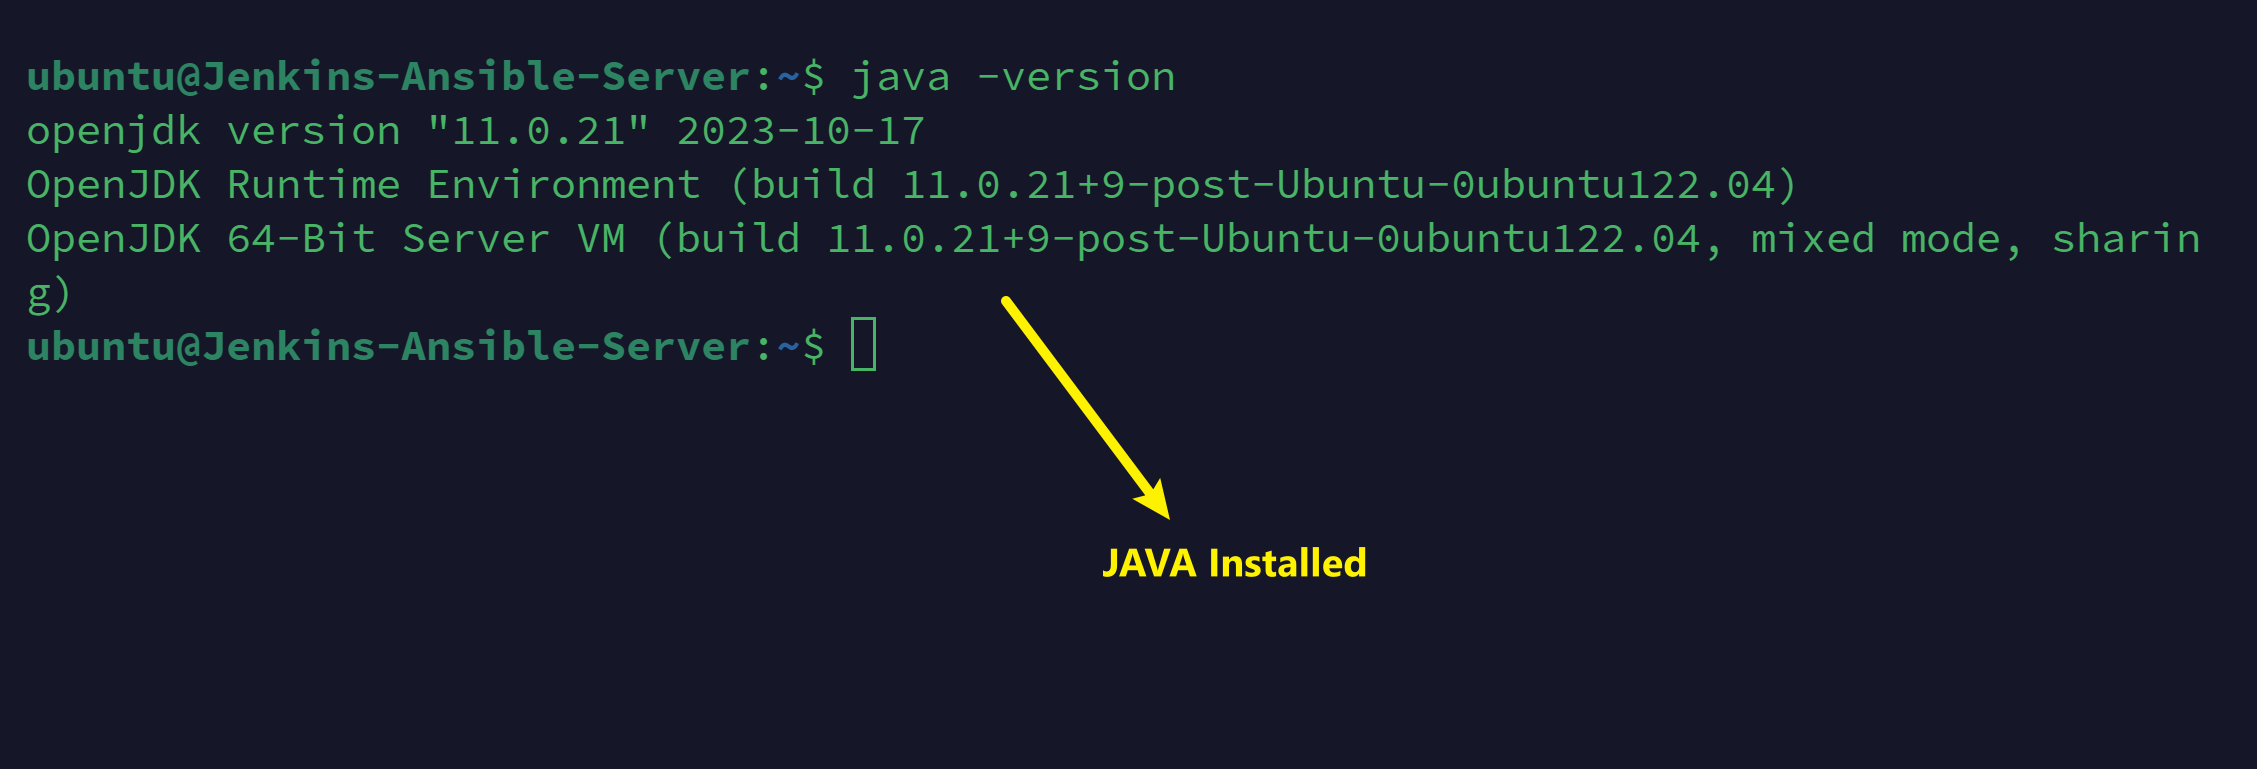 ubuntu@Jenkins-Ansible-Server:~$ java -version
openjdk version "11.0.21" 2023-10-17
OpenJDK Runtime Environment (build 11.0.21+9-post-Ubuntu-0ubuntu122.04)
OpenJDK 64-Bit Server VM (build 11.0.21+9-post-Ubuntu-0ubuntu122.04, mixed mode, sharin
g)
ubuntu@Jenkins-Ansible-Server:~$
JAVA Installed